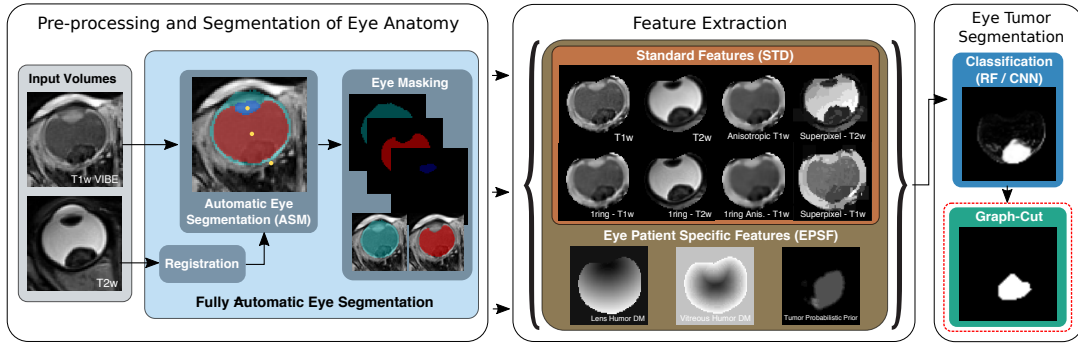 Pre-processing and Segmentation of Eye Anatomy
Input Volumes
T1w VIBE
T2w
Automatic Eye
Segmentation (ASM)
Registration
Eye Masking
Fully Automatic Eye Segmentation
Feature Extraction
Standard Features (STD)
T1w
T2w
Anisotropic T1w
Superpixel - T2w
1ring - T1w
1ring - T2w
1ring Anis. - T1w
Superpixel - T1w
Eye Patient Specific Features (EPSF)
Lens Humor DM
Vitreous Humor DM
Tumor Probabilistic Prior
Eye Tumor
Segmentation
Classification
(RF / CNN)
Graph-Cut